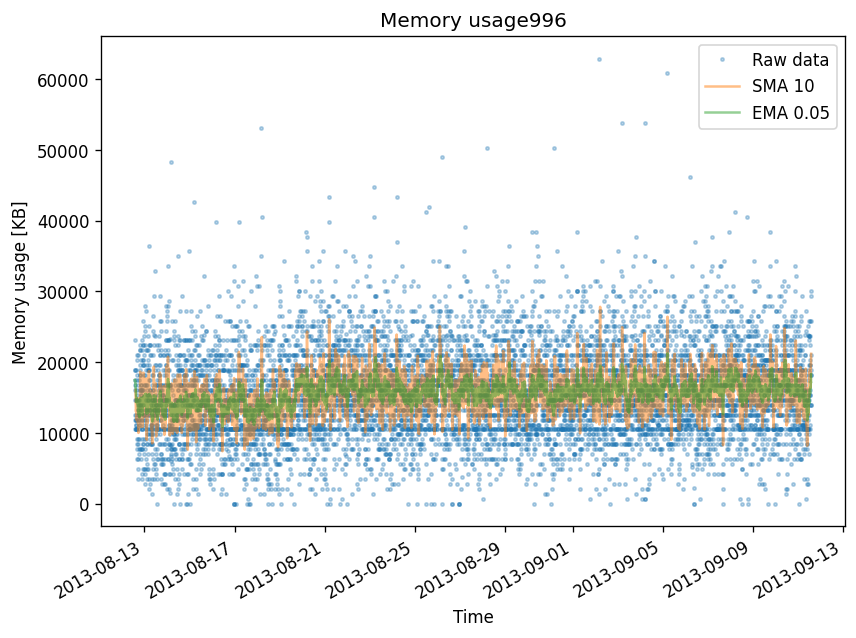 Memory usage996
Memory usage [KB]
60000
50000
40000
30000
20000
10000
0
Raw data
SMA 10
EMA 0.05
2013-08-13
2013-08-17
2013-08-21
2013-08-25
2013-08-29
2013-09-01
2013-09-05
2013-09-09
2013-09-13
Time